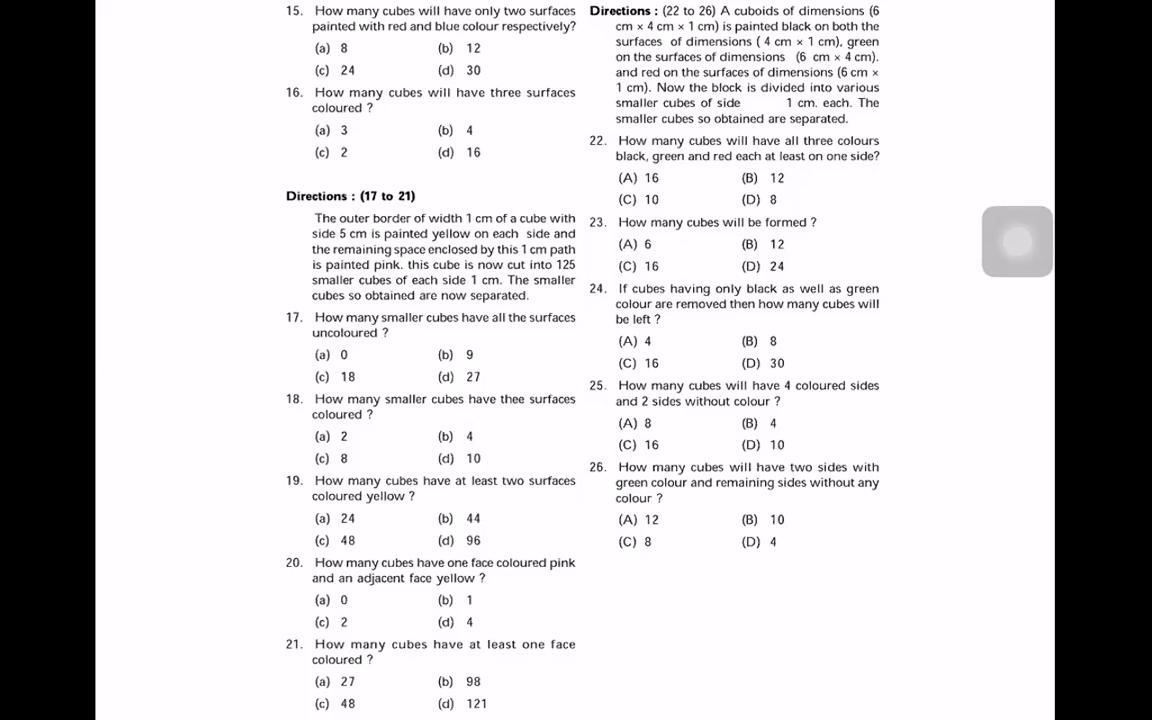 15. How many cubes will have only two surfaces
painted with red and blue colour respectively?
(a) 8 (b) 12
(c) 24 (d) 30
16. How many cubes will have three surfaces
coloured ?
(a) 3 (b) 4
(c) 2 (d) 16
Directions : (17 to 21)
The outer border of width 1 cm of a cube with
side 5 cm is painted yellow on each side and
the remaining space enclosed by this 1 cm path
is painted pink. this cube is now cut into 125
smaller cubes of each side 1 cm. The smaller
cubes so obtained are now separated.
17. How many smaller cubes have all the surfaces
uncoloured ?
(a) 0 (b) 9
(c) 18 (d) 27
18. How many smaller cubes have thee surfaces
coloured ?
(a) 2 (b) 4
(c) 8 (d) 10
19. How many cubes have at least two surfaces
coloured yellow ?
(a) 24 (b) 44
(c) 48 (d) 96
20. How many cubes have one face coloured pink
and an adjacent face yellow ?
(a) 0 (b) 1
(c) 2 (d) 4
21. How many cubes have at least one face
coloured ?
(a) 27 (b) 98
(c) 48 (d) 121
Directions : (22 to 26) A cuboids of dimensions (6
cm × 4 cm × 1 cm) is painted black on both the
surfaces of dimensions ( 4 cm × 1 cm), green
on the surfaces of dimensions (6 cm × 4 cm).
and red on the surfaces of dimensions (6 cm ×
1 cm). Now the block is divided into various
smaller cubes of side 1 cm. each. The
smaller cubes so obtained are separated.
22. How many cubes will have all three colours
black, green and red each at least on one side?
(A) 16 (B) 12
(C) 10 (D) 8
23. How many cubes will be formed ?
(A) 6 (B) 12
(C) 16 (D) 24
24. If cubes having only black as well as green
colour are removed then how many cubes will
be left ?
(A) 4 (B) 8
(C) 16 (D) 30
25. How many cubes will have 4 coloured sides
and 2 sides without colour ?
(A) 8 (B) 4
(C) 16 (D) 10
26. How many cubes will have two sides with
green colour and remaining sides without any
colour ?
(A) 12 (B) 10
(C) 8 (D) 4